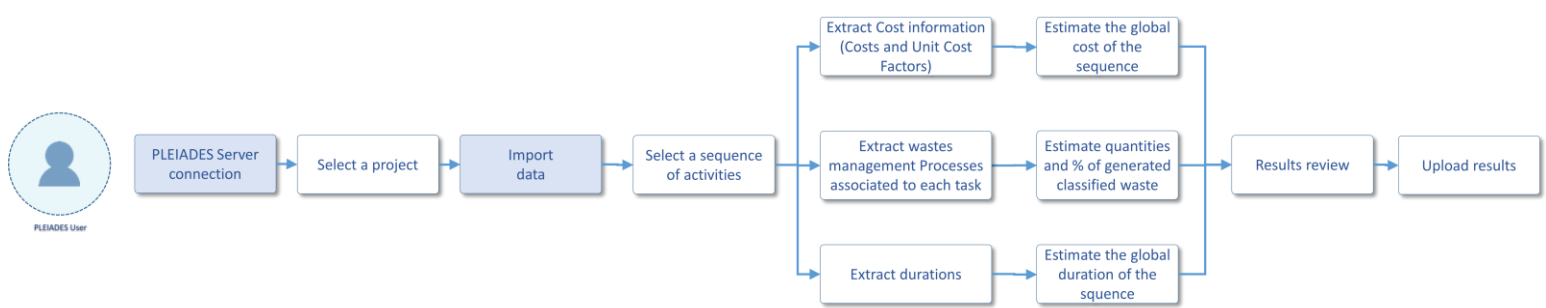 PLEIADES User
PLEIADES Server
connection
Select a project
Import
data
Select a sequence
of activities
Extract Cost information
(Costs and Unit Cost
Factors)
Estimate the global
cost of the
sequence
Extract wastes
management Processes
associated to each task
Estimate quantities
and % of generated
classified waste
Extract durations
Estimate the global
duration of the
squence
Results review
Upload results